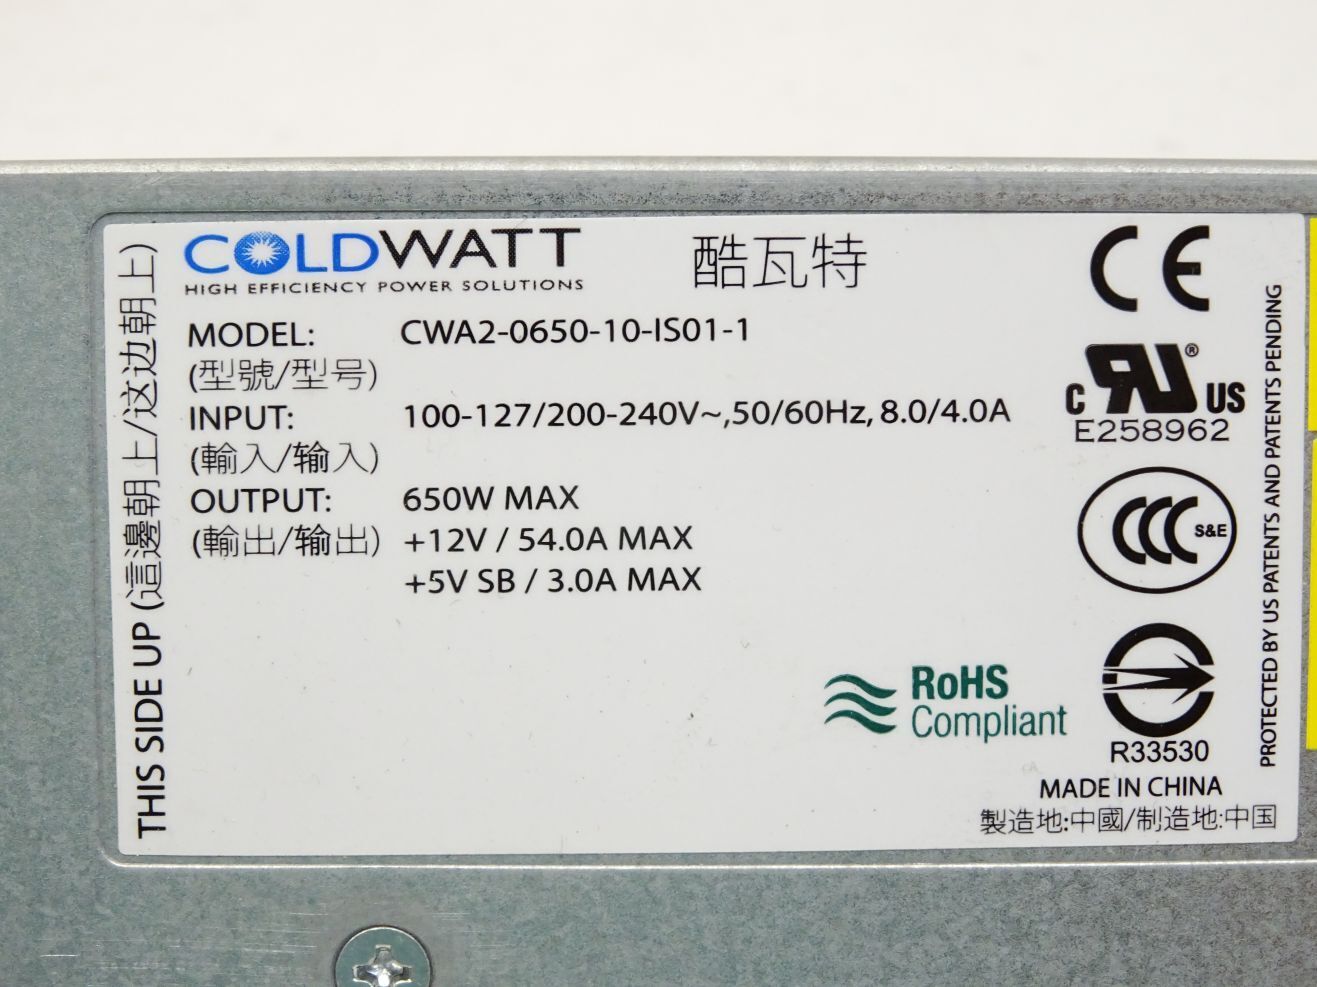 COLDWATT
HIGH EFFICIENCY POWER SOLUTIONS
酷瓦特
MODEL: CWA2-0650-10-IS01-1
(型號/型号)
INPUT: 100-127/200-240V~,50/60Hz, 8.0/4.0A
(輸入/输入)
OUTPUT: 650W MAX
(輸出/输出) +12V / 54.0A MAX
+5V SB / 3.0A MAX
THIS SIDE UP (這邊朝上/这边朝上)
CE
c RU ® US
E258962
CCC S&E
RoHS
Compliant
R33530
MADE IN CHINA
製造地:中國/制造地:中国
PROTECTED BY US PATENTS AND PATENTS PENDING